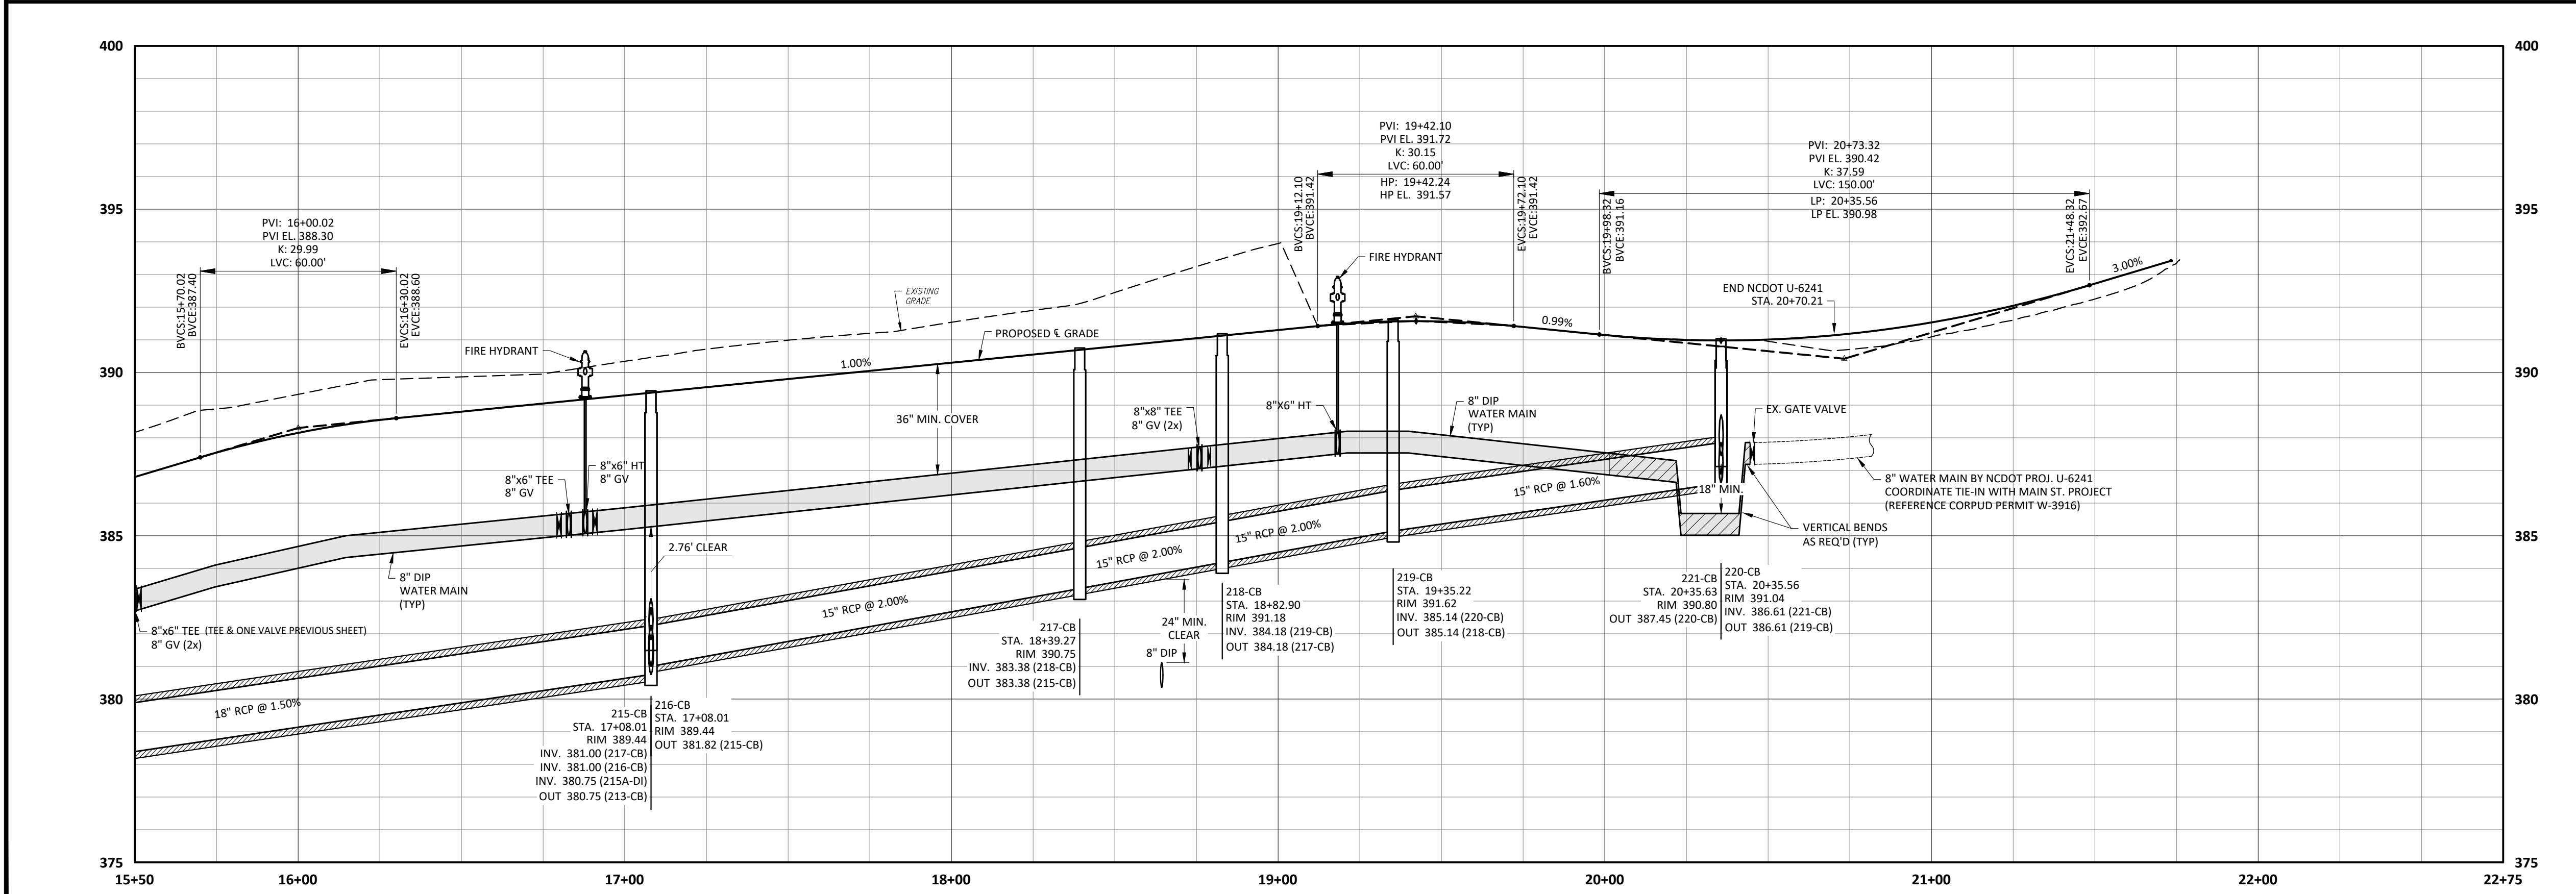 400
400
395
395
390
390
385
385
380
380
375
375
PVI: 16+00.02
PVI EL. 388.30
K: 29.99
LVC: 60.00'
BVCS:15+70.02
BVCE:387.40
EVCS:16+30.02
EVCE:388.60
FIRE HYDRANT
EXISTING
GRADE
PROPOSED ℄ GRADE
1.00%
36" MIN. COVER
8"x6" TEE
8" GV
8"x6" HT
8" GV
2.76' CLEAR
8" DIP
WATER MAIN
(TYP)
8"x6" TEE (TEE & ONE VALVE PREVIOUS SHEET)
8" GV (2x)
18" RCP @ 1.50%
15" RCP @ 2.00%
15" RCP @ 2.00%
15" RCP @ 2.00%
15" RCP @ 1.60%
215-CB
STA. 17+08.01
RIM 389.44
INV. 381.00 (217-CB)
INV. 381.00 (216-CB)
INV. 380.75 (215A-DI)
OUT 380.75 (213-CB)
216-CB
STA. 17+08.01
RIM 389.44
OUT 381.82 (215-CB)
217-CB
STA. 18+39.27
RIM 390.75
INV. 383.38 (218-CB)
OUT 383.38 (215-CB)
24" MIN.
CLEAR
8" DIP
218-CB
STA. 18+82.90
RIM 391.18
INV. 384.18 (219-CB)
OUT 384.18 (217-CB)
8"x8" TEE
8" GV (2x)
8"X6" HT
PVI: 19+42.10
PVI EL. 391.72
K: 30.15
LVC: 60.00'
HP: 19+42.24
HP EL. 391.57
BVCS:19+12.10
BVCE:391.42
EVCS:19+72.10
EVCE:391.42
FIRE HYDRANT
8" DIP
WATER MAIN
(TYP)
0.99%
219-CB
STA. 19+35.22
RIM 391.62
INV. 385.14 (220-CB)
OUT 385.14 (218-CB)
PVI: 20+73.32
PVI EL. 390.42
K: 37.59
LVC: 150.00'
LP: 20+35.56
LP EL. 390.98
BVCS:19+98.32
BVCE:391.16
EVCS:21+48.32
EVCE:392.67
3.00%
END NCDOT U-6241
STA. 20+70.21
EX. GATE VALVE
18" MIN.
8" WATER MAIN BY NCDOT PROJ. U-6241
COORDINATE TIE-IN WITH MAIN ST. PROJECT
(REFERENCE CORPUD PERMIT W-3916)
VERTICAL BENDS
AS REQ'D (TYP)
221-CB
STA. 20+35.63
RIM 390.80
OUT 387.45 (220-CB)
220-CB
STA. 20+35.56
RIM 391.04
INV. 386.61 (221-CB)
OUT 386.61 (219-CB)
15+50
16+00
17+00
18+00
19+00
20+00
21+00
22+00
22+75